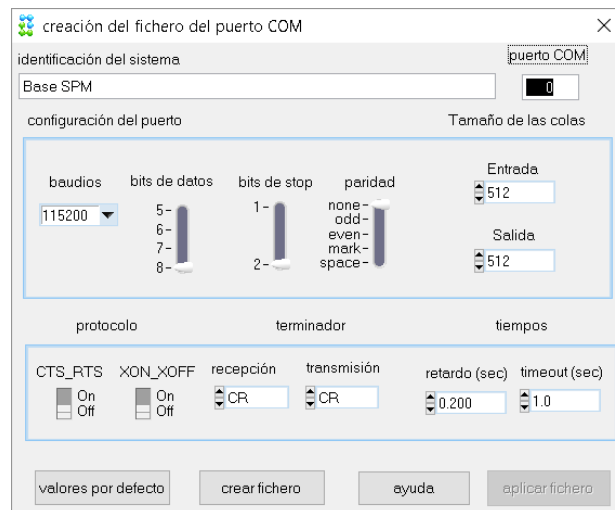 creación del fichero del puerto COM
identificación del sistema
puerto COM
Base SPM
0
configuración del puerto
Tamaño de las colas
baudios
bits de datos
bits de stop
paridad
Entrada
115200
5
6
7
8
1
2
none
odd
even
mark
space
512
Salida
512
protocolo
terminador
tiempos
CTS_RTS
XON_XOFF
recepción
transmisión
retardo (sec)
timeout (sec)
On
Off
On
Off
CR
CR
0.200
1.0
valores por defecto
crear fichero
ayuda
aplicar fichero